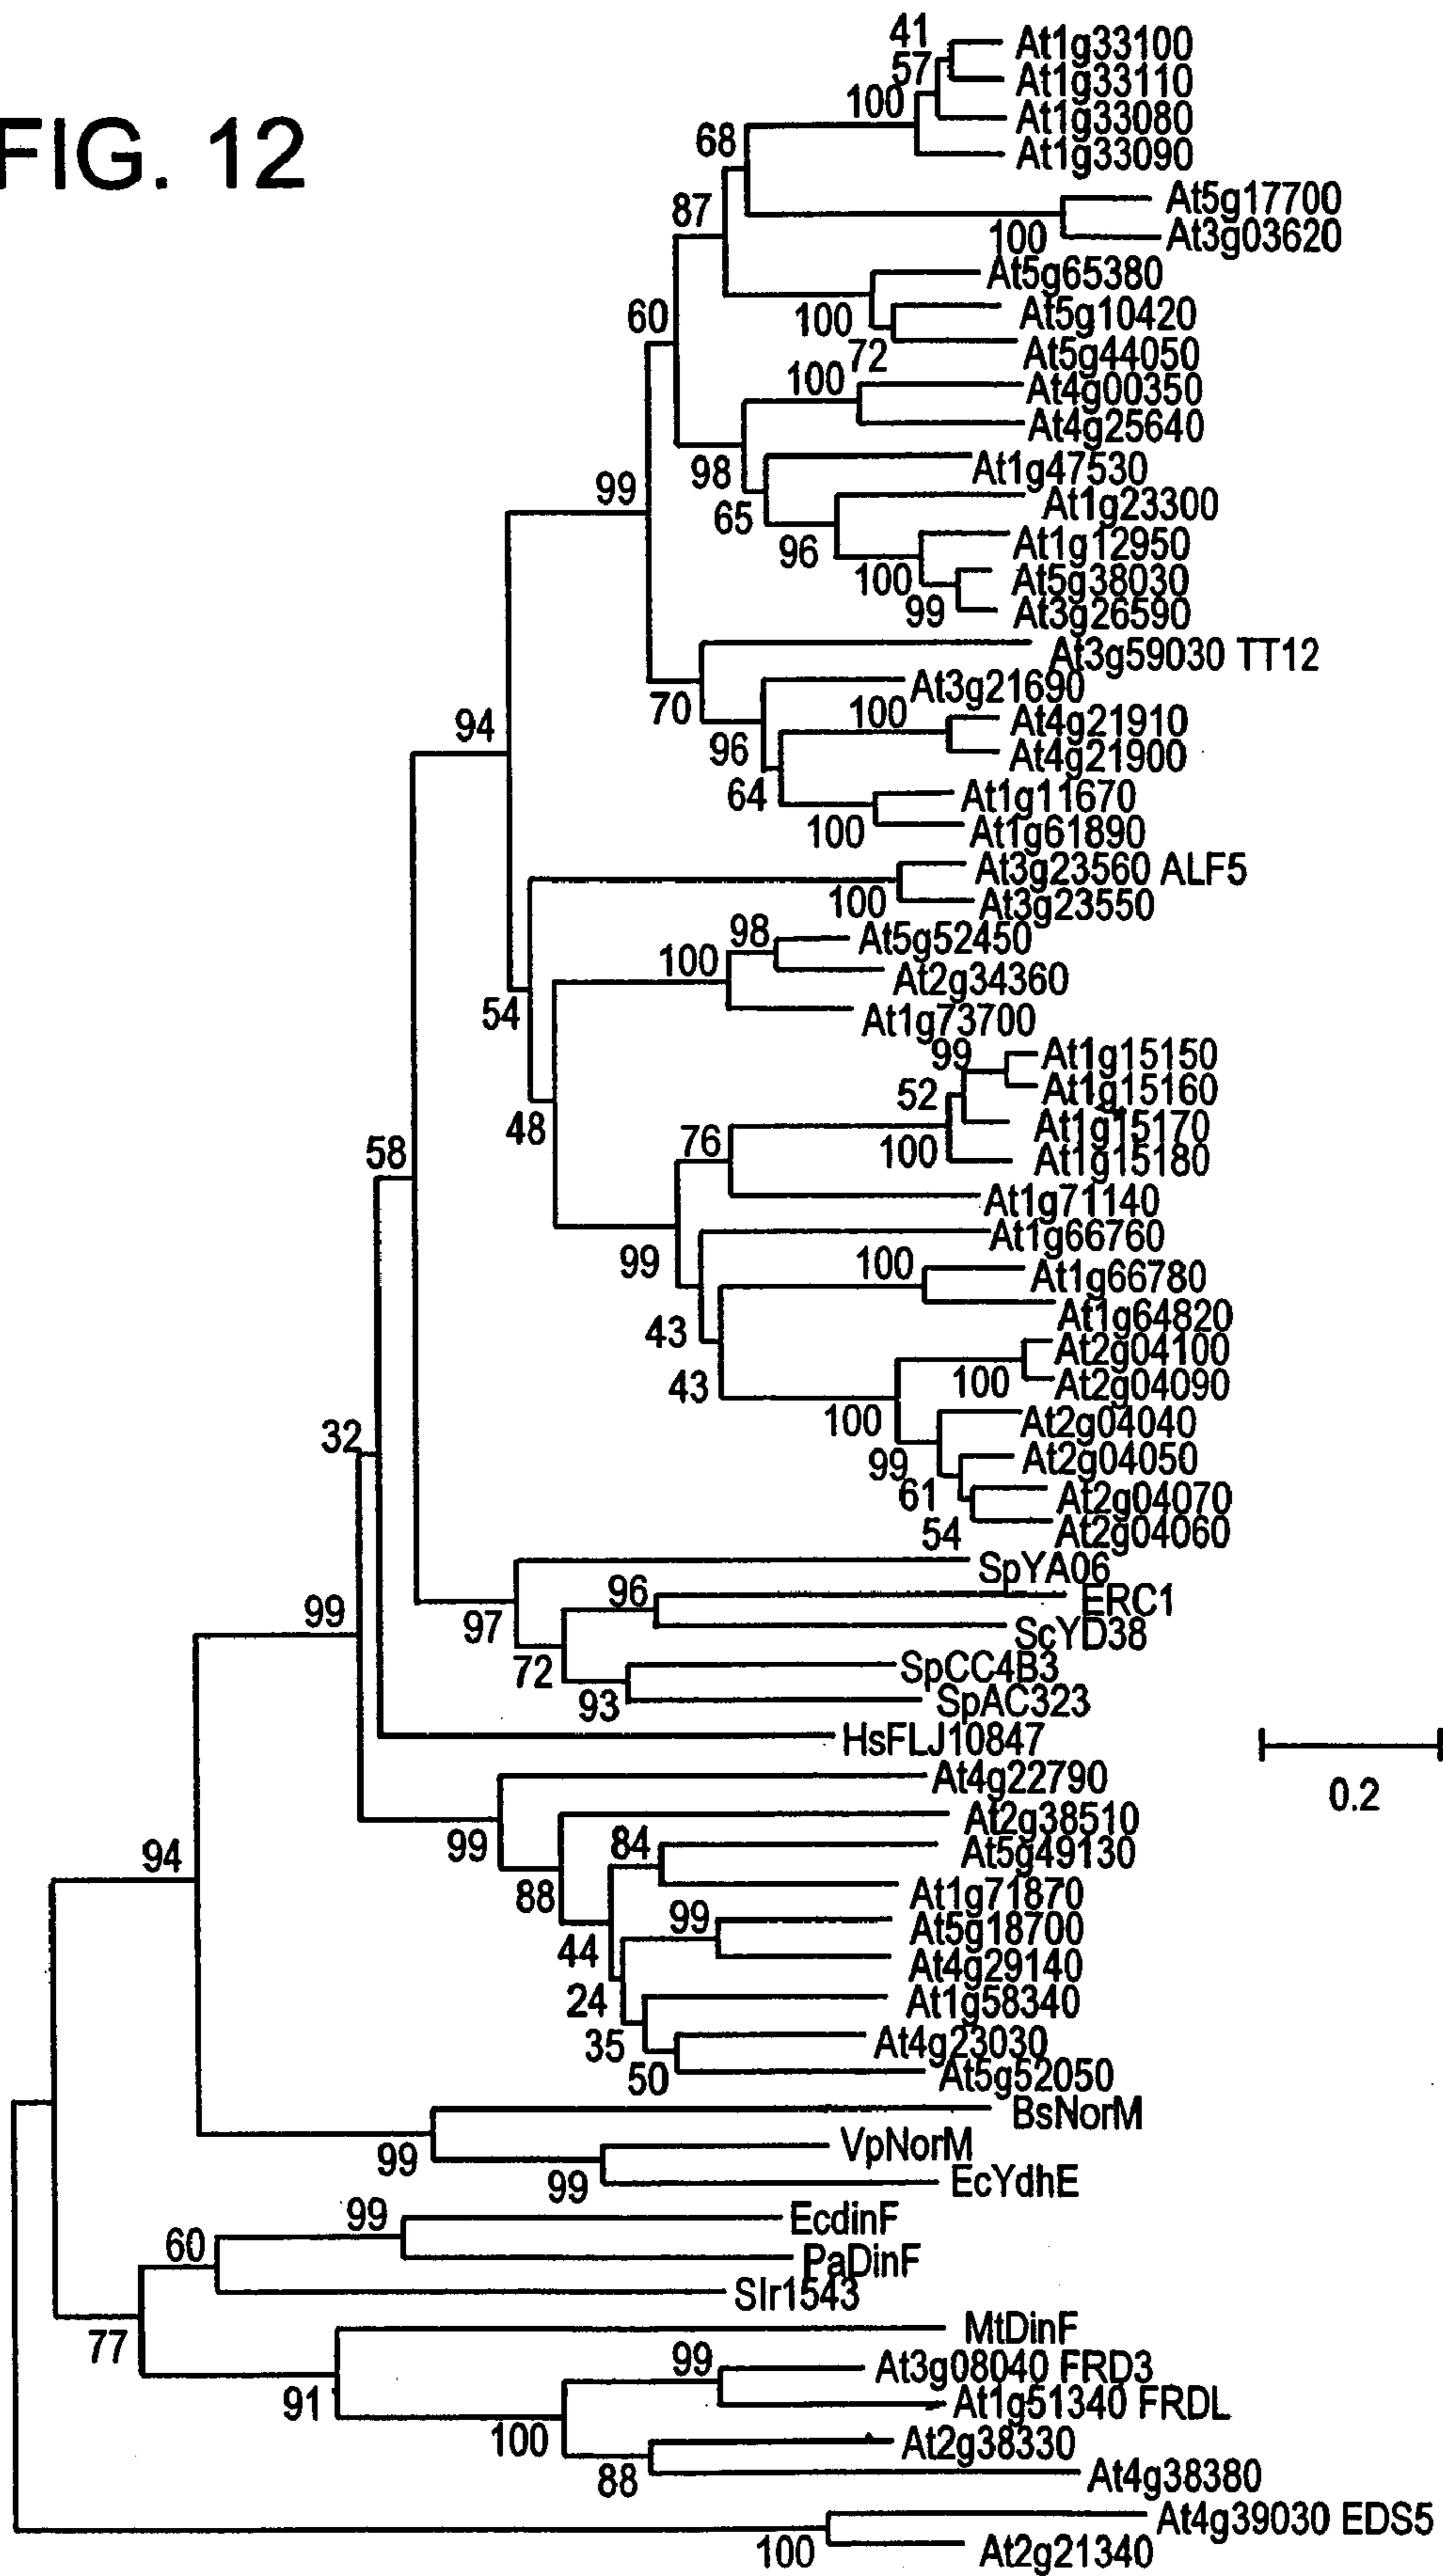 FIG. 12
41
At1g33100
57
At1g33110
100
At1g33080
68
At1g33090
87
At5g17700
100
At3g03620
At5g65380
60
100
At5g10420
72
At5g44050
100
At4g00350
At4g25640
98
At1g47530
99
65
At1g23300
96
At1g12950
100
At5g38030
99
At3g26590
At3g59030 TT12
70
At3g21690
94
100
At4g21910
96
At4g21900
64
At1g11670
100
At1g61890
At3g23560 ALF5
100
At3g23550
98
At5g52450
100
At2g34360
54
At1g73700
99
At1g15150
52
At1g15160
48
At1g15170
76
100
At1g15180
58
At1g71140
At1g66760
99
100
At1g66780
At1g64820
43
At2g04100
43
100
At2g04090
100
At2g04040
32
99
At2g04050
61
At2g04070
54
At2g04060
SpYA06
96
ERC1
99
97
ScYD38
72
SpCC4B3
93
SpAC323
HsFLJ10847
0.2
At4g22790
At2g38510
99
84
At5g49130
94
88
At1g71870
99
At5g18700
44
At4g29140
24
At1g58340
35
At4g23030
50
At5g52050
BsNorM
99
VpNorM
99
EcYdhE
99
EcdinF
60
PaDinF
Slr1543
77
MtDinF
99
At3g08040 FRD3
91
At1g51340 FRDL
100
At2g38330
88
At4g38380
At4g39030 EDS5
100
At2g21340